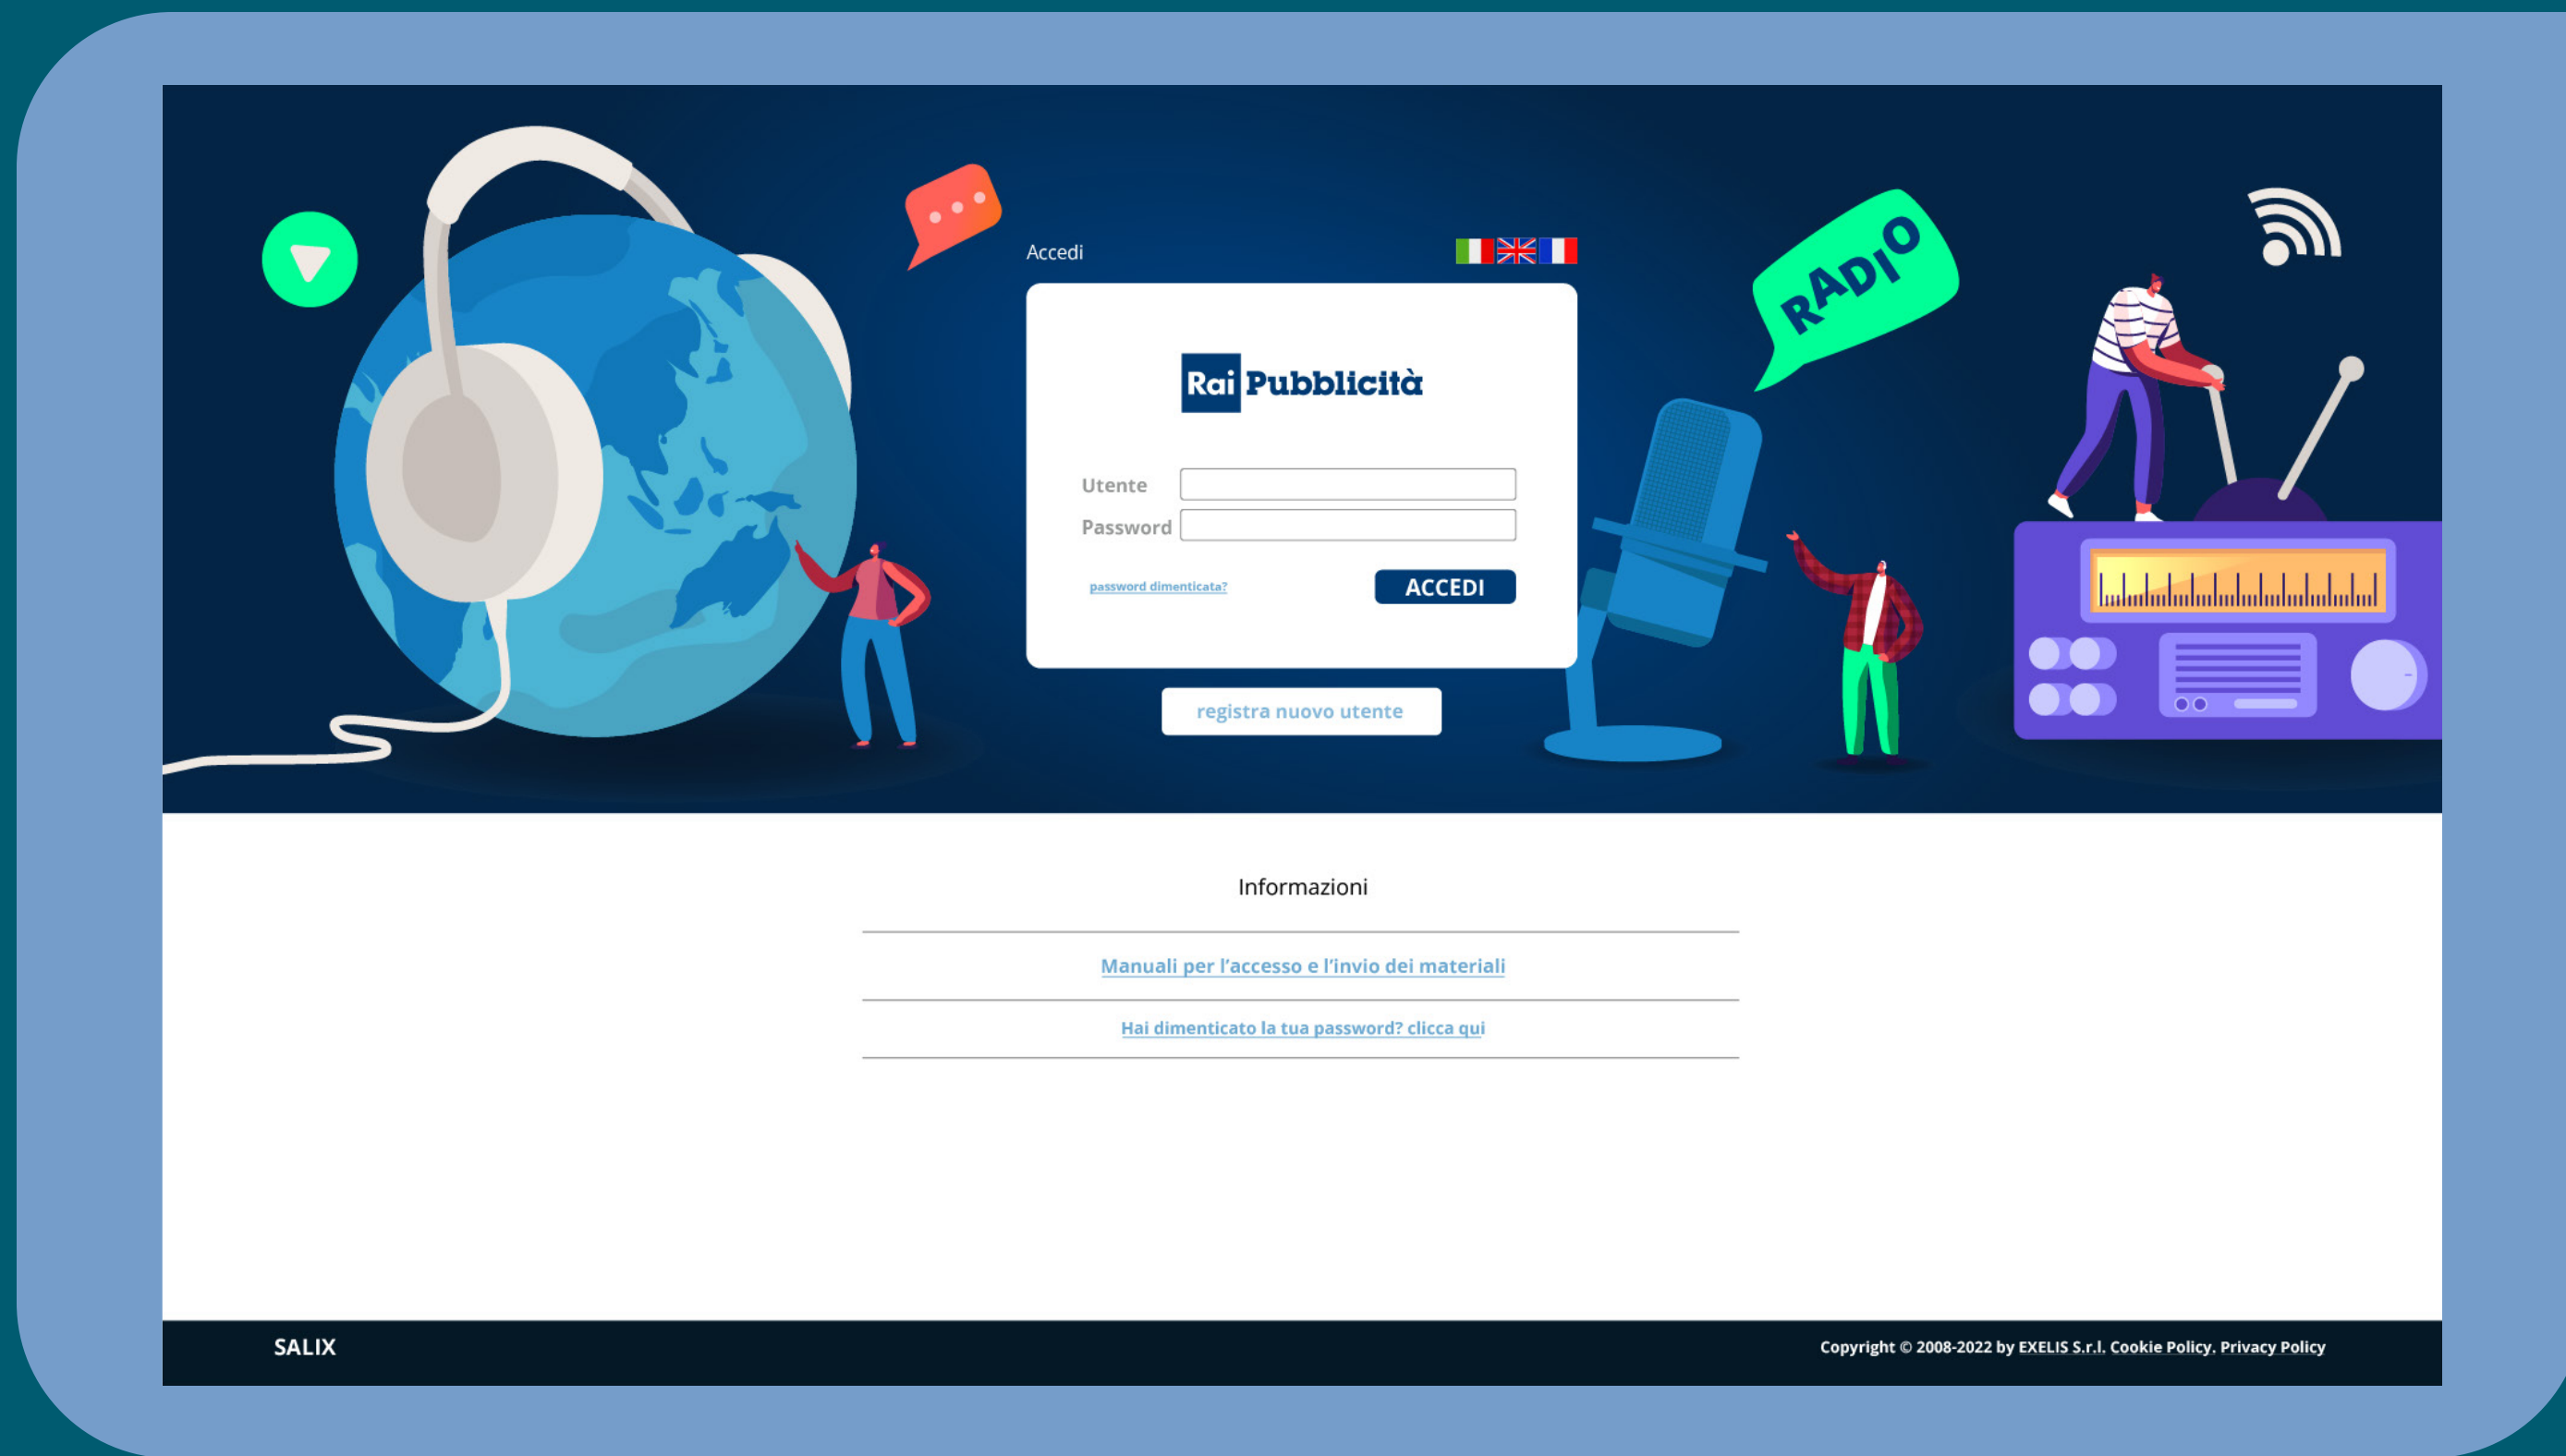 Accedi
RADIO
Rai Pubblicità
Utente
Password
password dimenticata?
ACCEDI
registra nuovo utente
Informazioni
Manuali per l’accesso e l’invio dei materiali
Hai dimenticato la tua password? clicca qui
SALIX
Copyright © 2008-2022 by EXELIS S.r.l. Cookie Policy. Privacy Policy